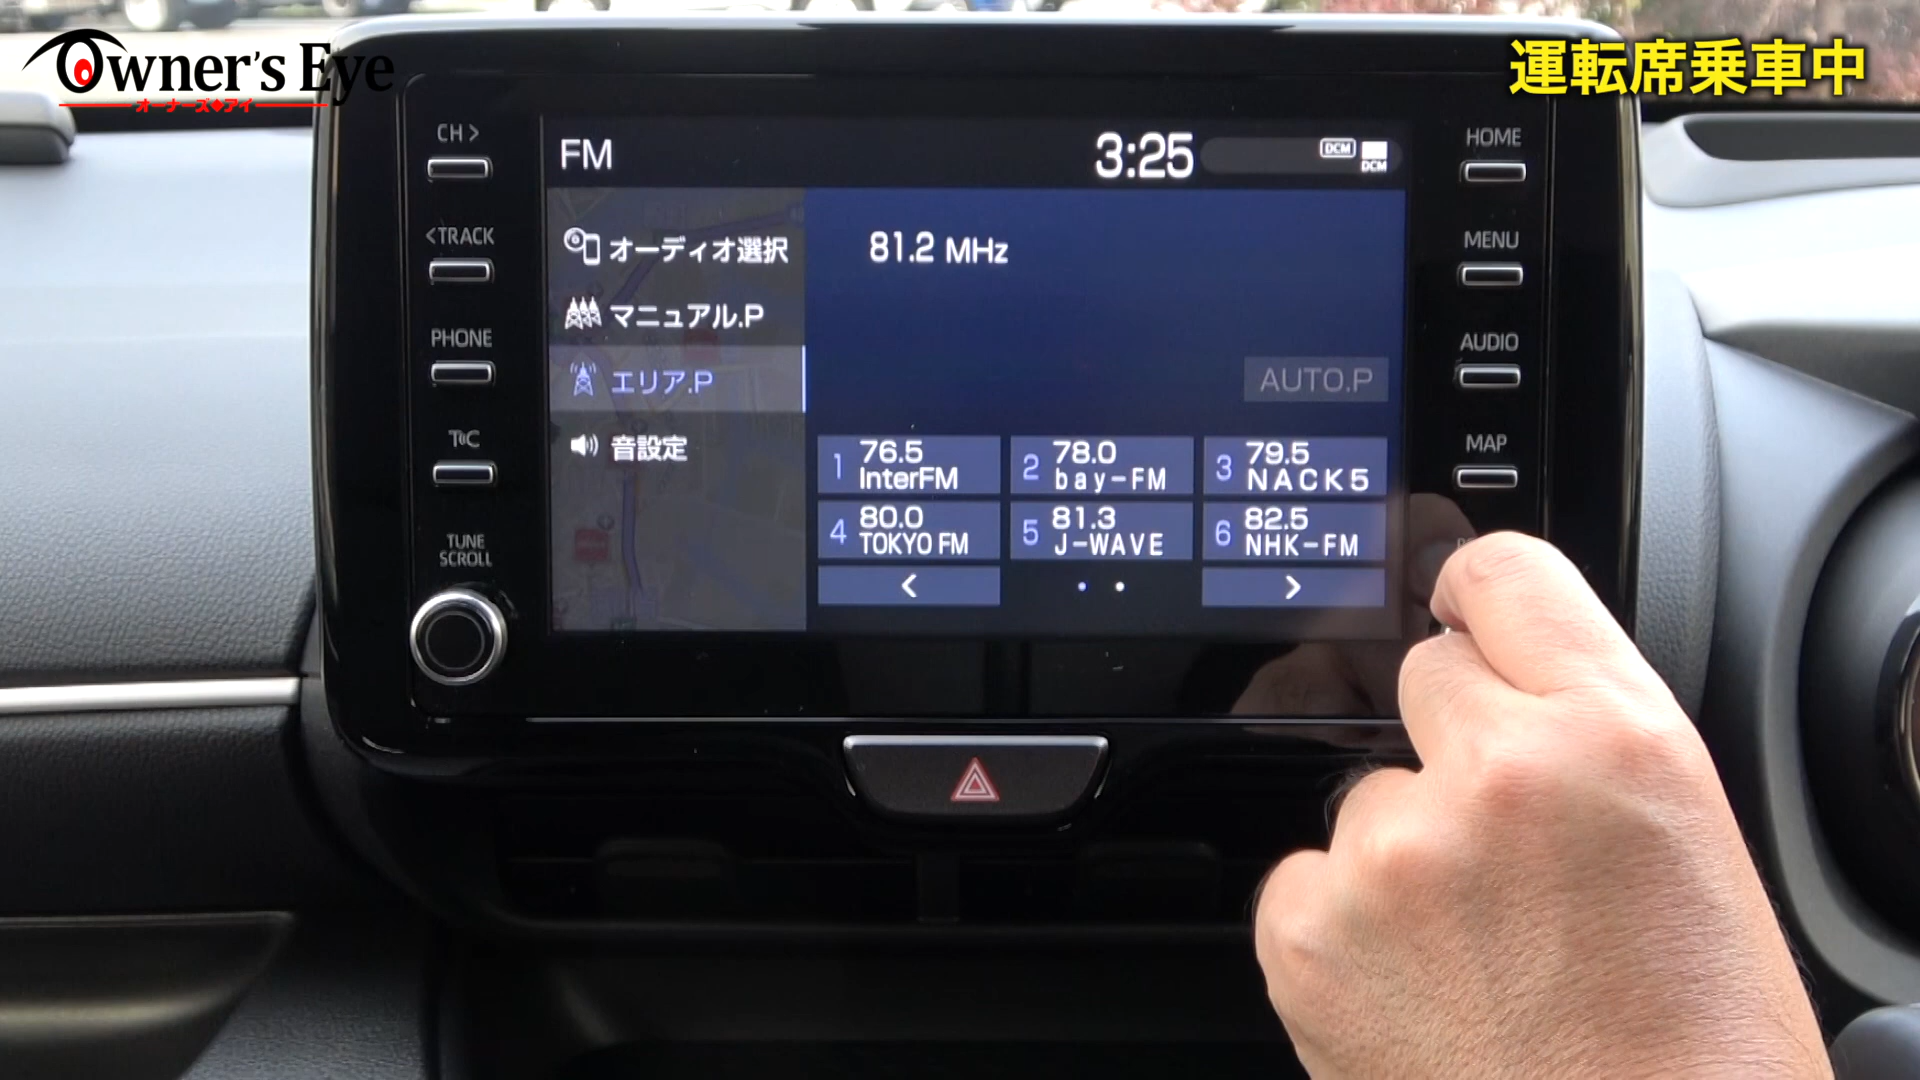 Owner's Eye
オーナーズ◆アイ
運転席乗車中
CH >
<TRACK
PHONE
T@C
TUNE
SCROLL
FM
3:25
DCM
DCM
オーディオ選択
マニュアル.P
エリア.P
音設定
81.2 MHz
AUTO.P
1 76.5
InterFM
2 78.0
bay-FM
3 79.5
NACK5
4 80.0
TOKYO FM
5 81.3
J-WAVE
6 82.5
NHK-FM
<
>
HOME
MENU
AUDIO
MAP